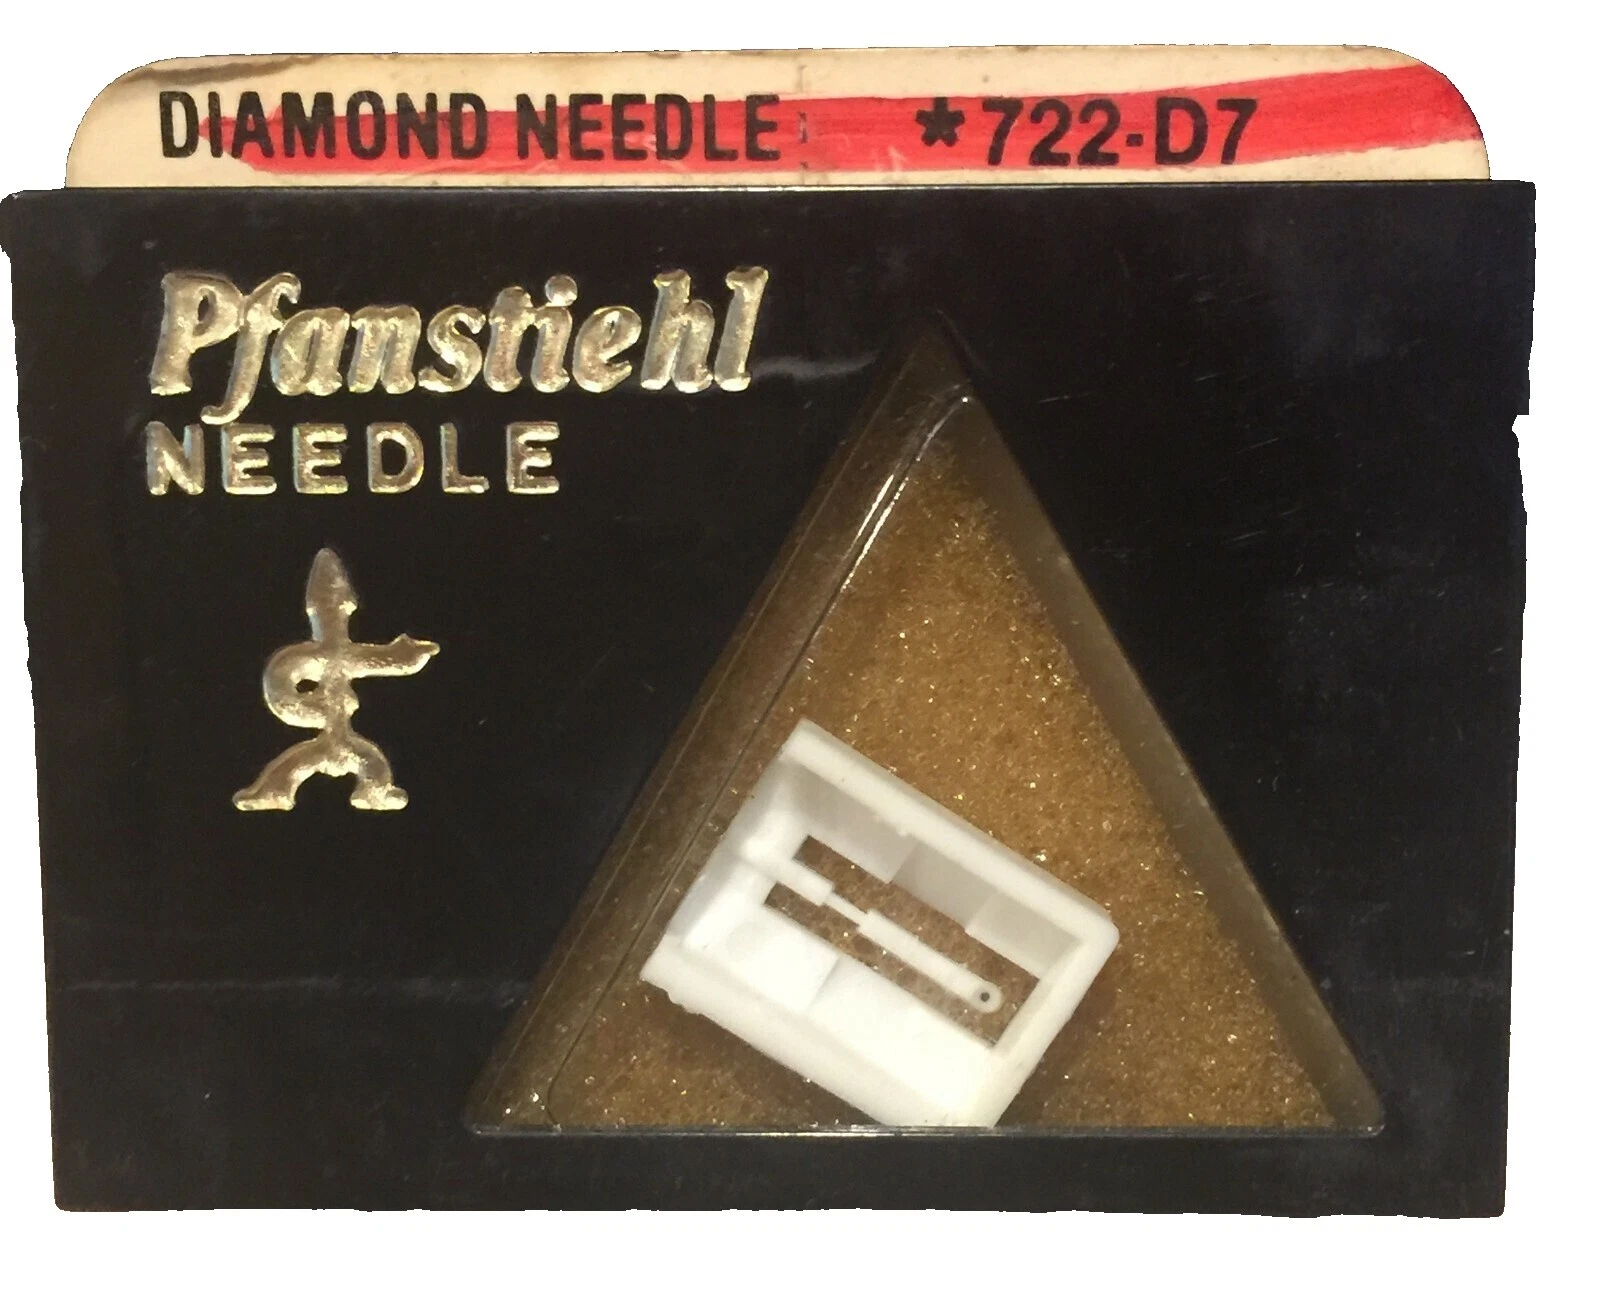 DIAMOND NEEDLE *722-D7
Pfanstiehl
NEEDLE